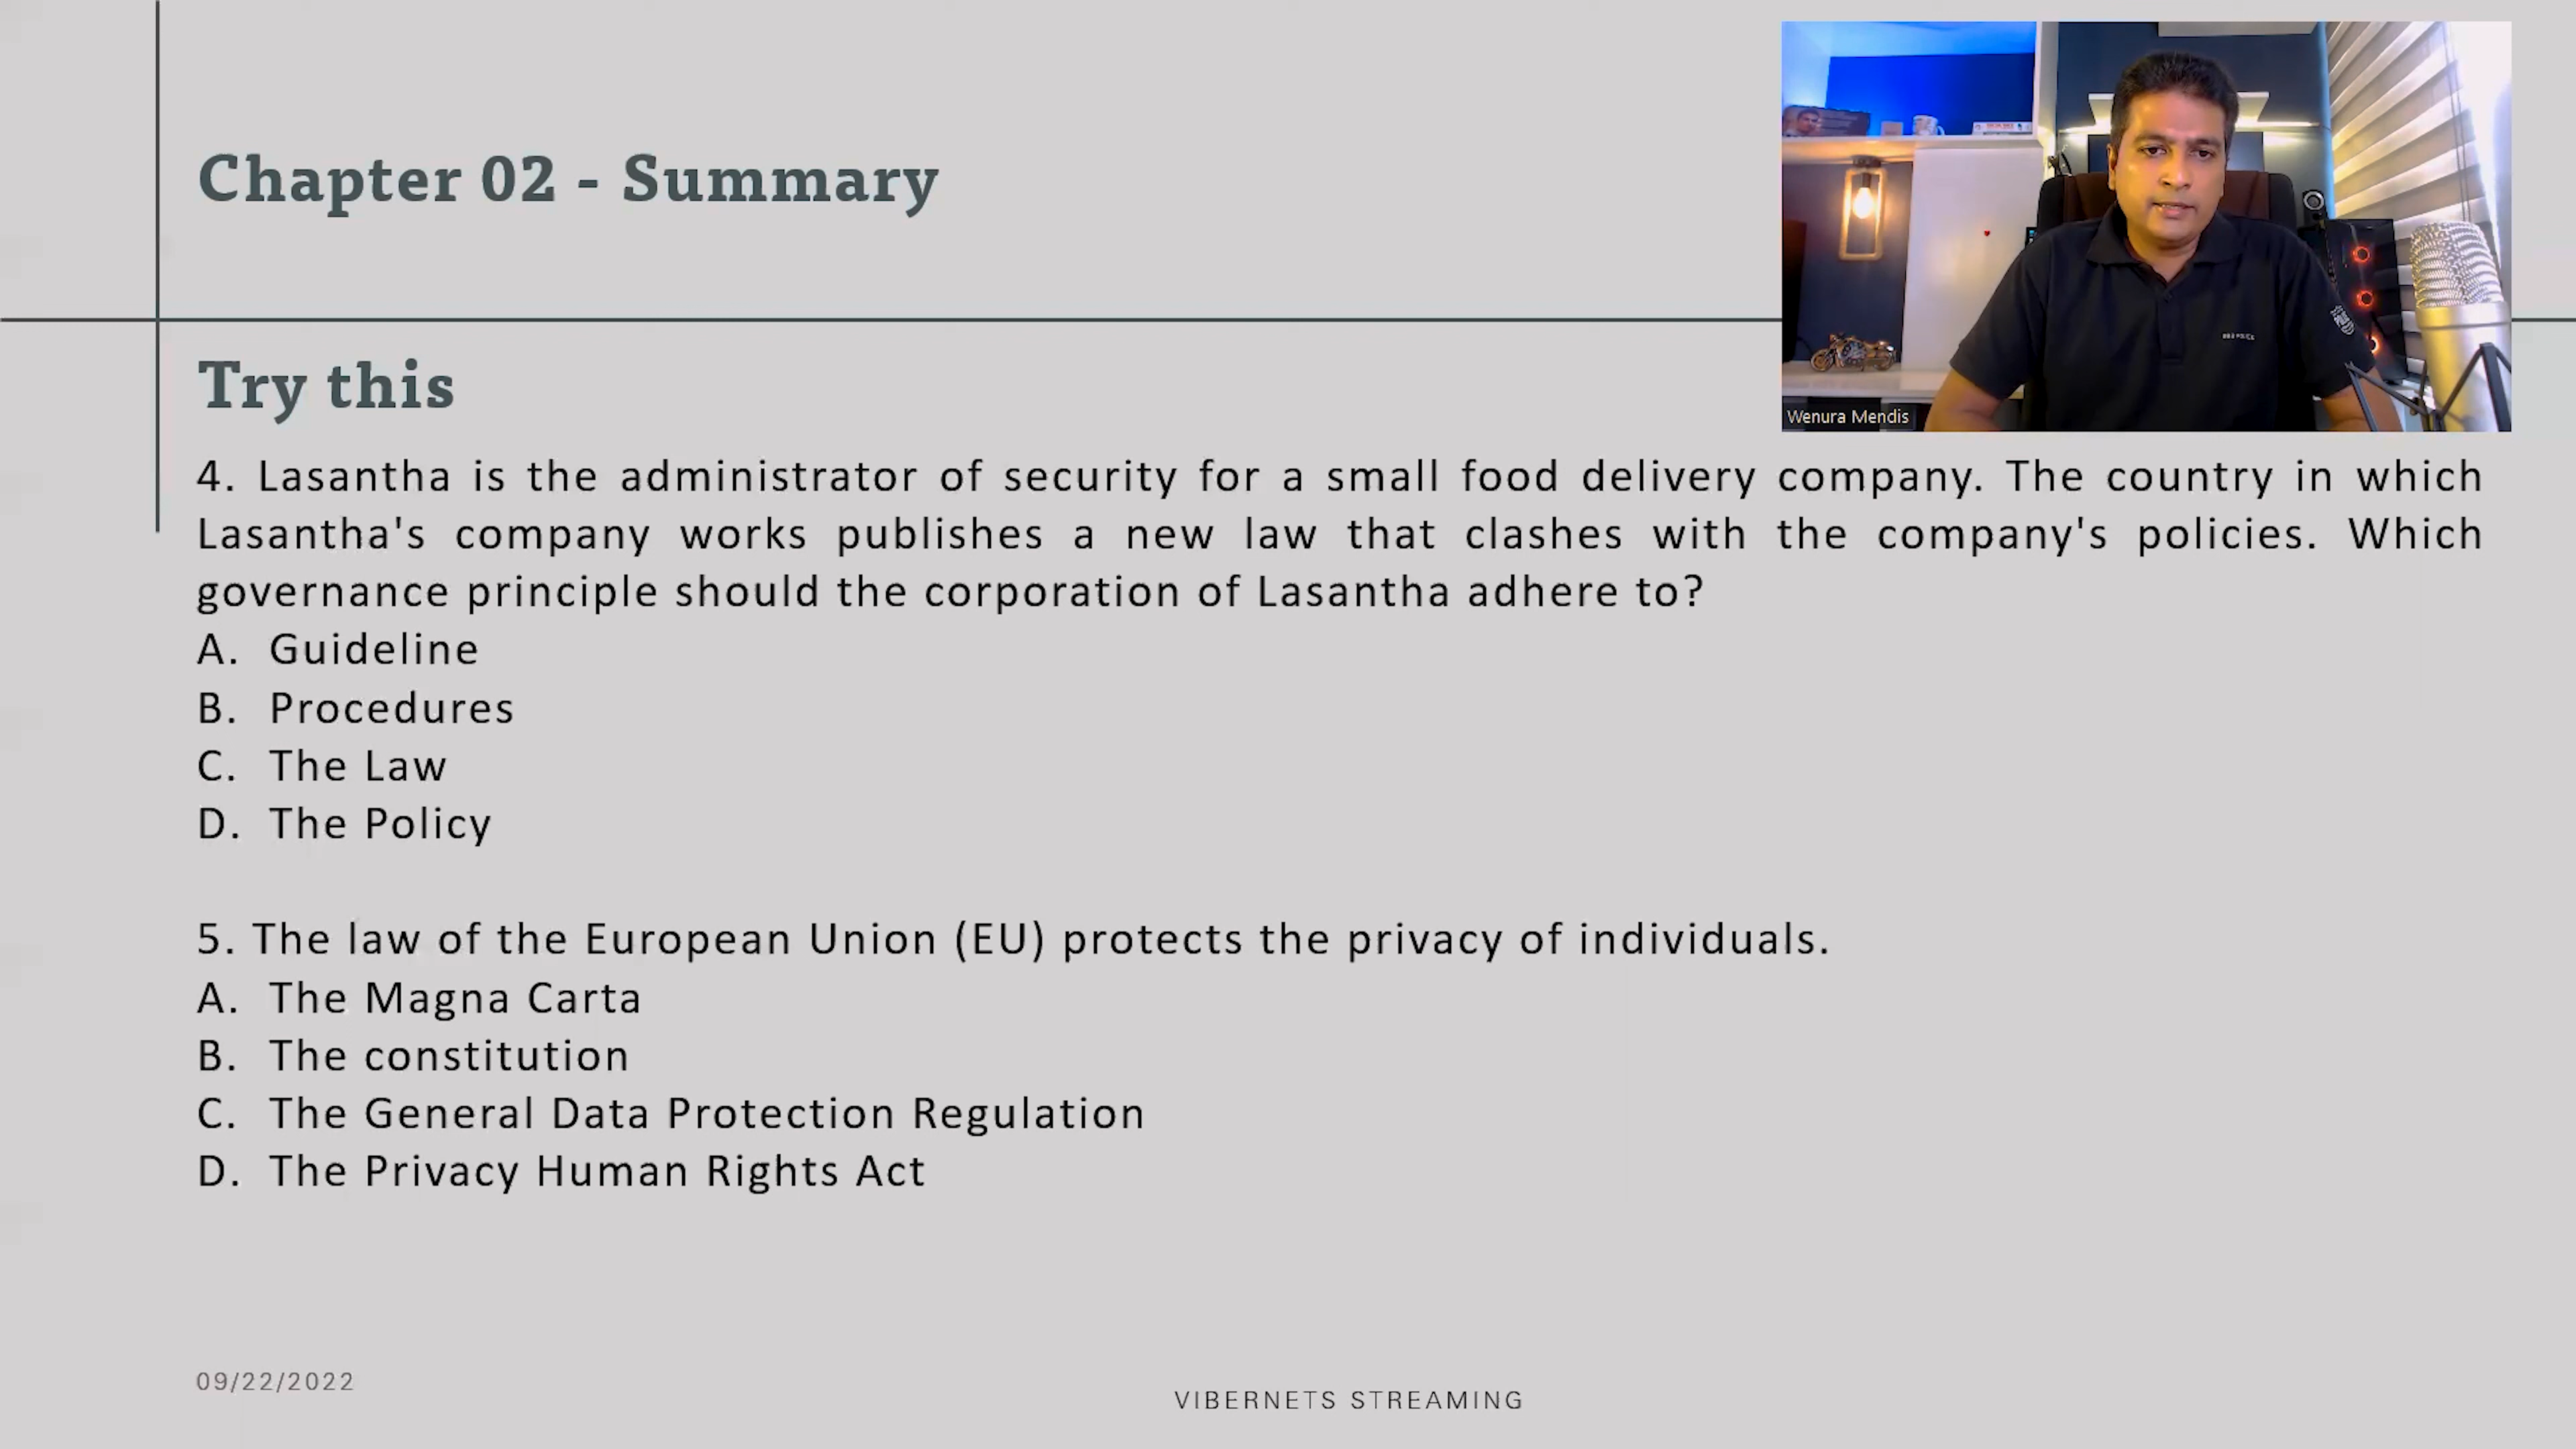 Chapter 02 - Summary
Wenura Mendis
Try this
4. Lasantha is the administrator of security for a small food delivery company. The country in which
Lasantha's company works publishes a new law that clashes with the company's policies. Which
governance principle should the corporation of Lasantha adhere to?
A. Guideline
B. Procedures
C. The Law
D. The Policy
5. The law of the European Union (EU) protects the privacy of individuals.
A. The Magna Carta
B. The constitution
C. The General Data Protection Regulation
D. The Privacy Human Rights Act
09/22/2022
VIBERNETS STREAMING